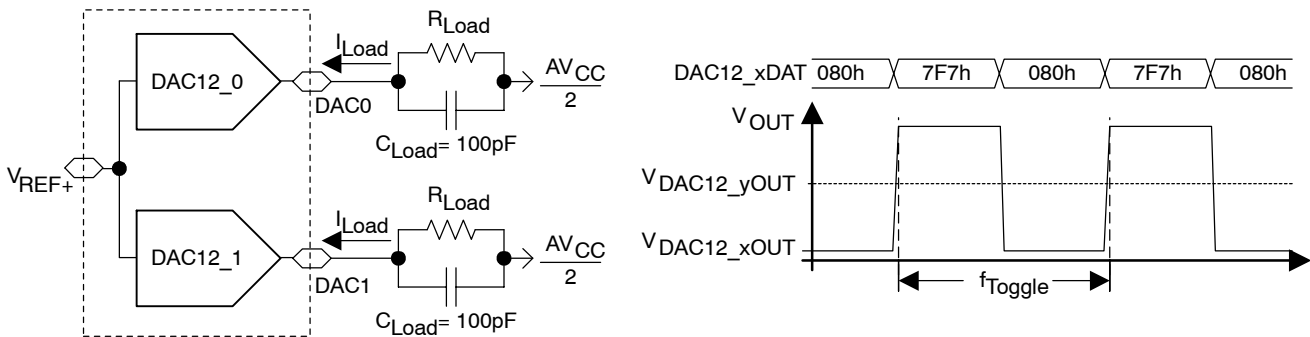 DAC12_0
I_Load
R_Load
AV_CC
2
DAC0
C_Load= 100pF
V_REF+
DAC12_1
I_Load
R_Load
AV_CC
2
DAC1
C_Load= 100pF
DAC12_xDAT 080h 7F7h 080h 7F7h 080h
V_OUT
V_DAC12_yOUT
V_DAC12_xOUT
f_Toggle